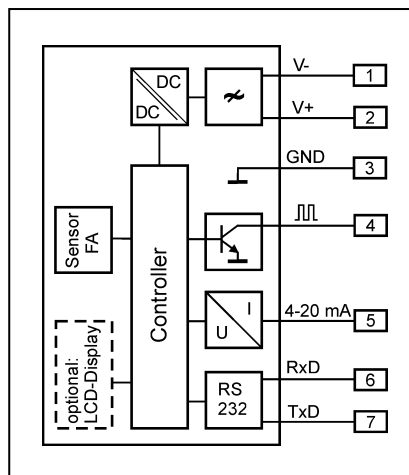 DC
DC
V-
1
V+
2
GND
3
Sensor
FA
Controller
4
optional:
LCD-Display
U
I
4-20 mA
5
RS
232
RxD
6
TxD
7